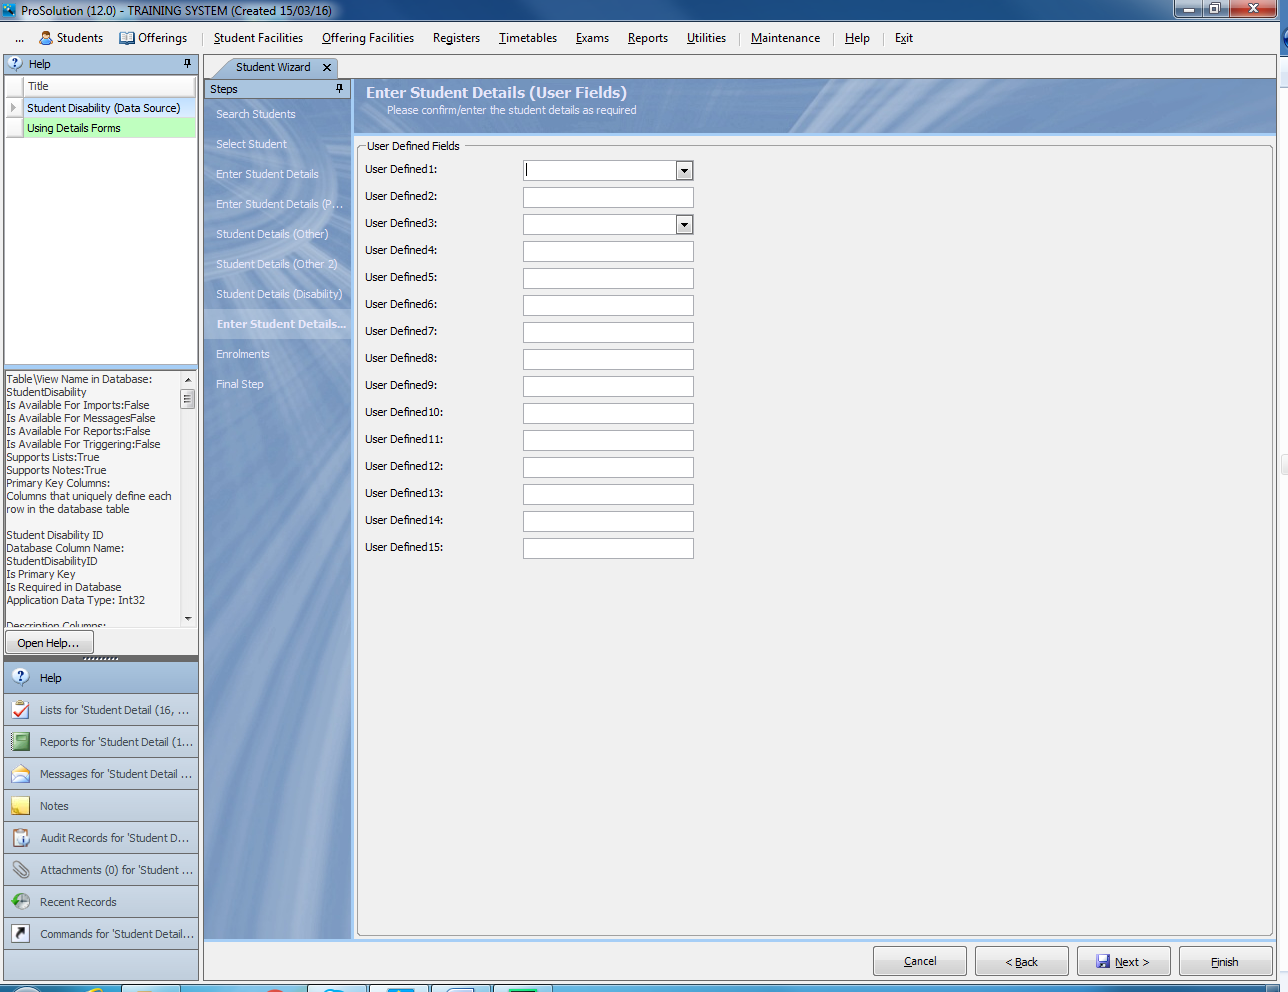 ProSolution (12.0) - TRAINING SYSTEM (Created 15/03/16)
... Students Offerings Student Facilities Offering Facilities Registers Timetables Exams Reports Utilities Maintenance Help Exit
Help
Title
Student Disability (Data Source)
Using Details Forms
Table\View Name in Database:
StudentDisability
Is Available For Imports:False
Is Available For MessagesFalse
Is Available For Reports:False
Is Available For Triggering:False
Supports Lists:True
Supports Notes:True
Primary Key Columns:
Columns that uniquely define each
row in the database table
Student Disability ID
Database Column Name:
StudentDisabilityID
Is Primary Key
Is Required in Database
Application Data Type: Int32
Description Columns:
Open Help...
Help
Lists for 'Student Detail (16, ...
Reports for 'Student Detail (1...
Messages for 'Student Detail ...
Notes
Audit Records for 'Student D...
Attachments (0) for 'Student ...
Recent Records
Commands for 'Student Detail...
Student Wizard
Steps
Search Students
Select Student
Enter Student Details
Enter Student Details (P...
Student Details (Other)
Student Details (Other 2)
Student Details (Disability)
Enter Student Details...
Enrolments
Final Step
Enter Student Details (User Fields)
Please confirm/enter the student details as required
User Defined Fields
User Defined1:
User Defined2:
User Defined3:
User Defined4:
User Defined5:
User Defined6:
User Defined7:
User Defined8:
User Defined9:
User Defined10:
User Defined11:
User Defined12:
User Defined13:
User Defined14:
User Defined15:
Cancel
< Back
Next >
Finish